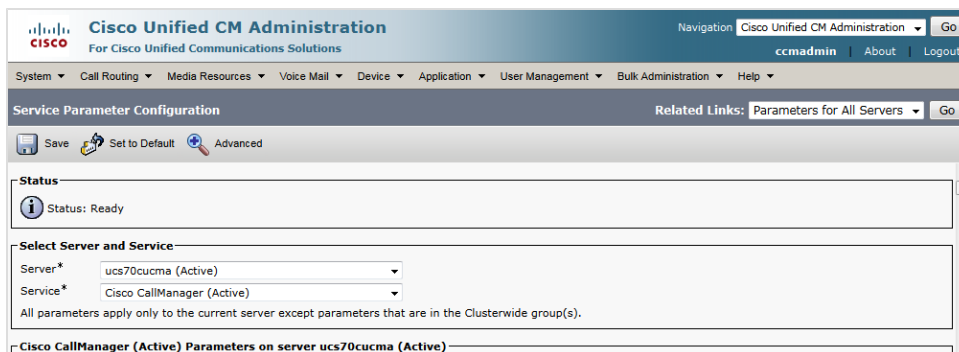 Cisco Unified CM Administration
CISCO
For Cisco Unified Communications Solutions
Navigation Cisco Unified CM Administration Go
ccmadmin | About | Logout
System Call Routing Media Resources Voice Mail Device Application User Management Bulk Administration Help
Service Parameter Configuration Related Links: Parameters for All Servers Go
Save Set to Default Advanced
Status
Status: Ready
Select Server and Service
Server* ucs70cucma (Active)
Service* Cisco CallManager (Active)
All parameters apply only to the current server except parameters that are in the Clusterwide group(s).
Cisco CallManager (Active) Parameters on server ucs70cucma (Active)